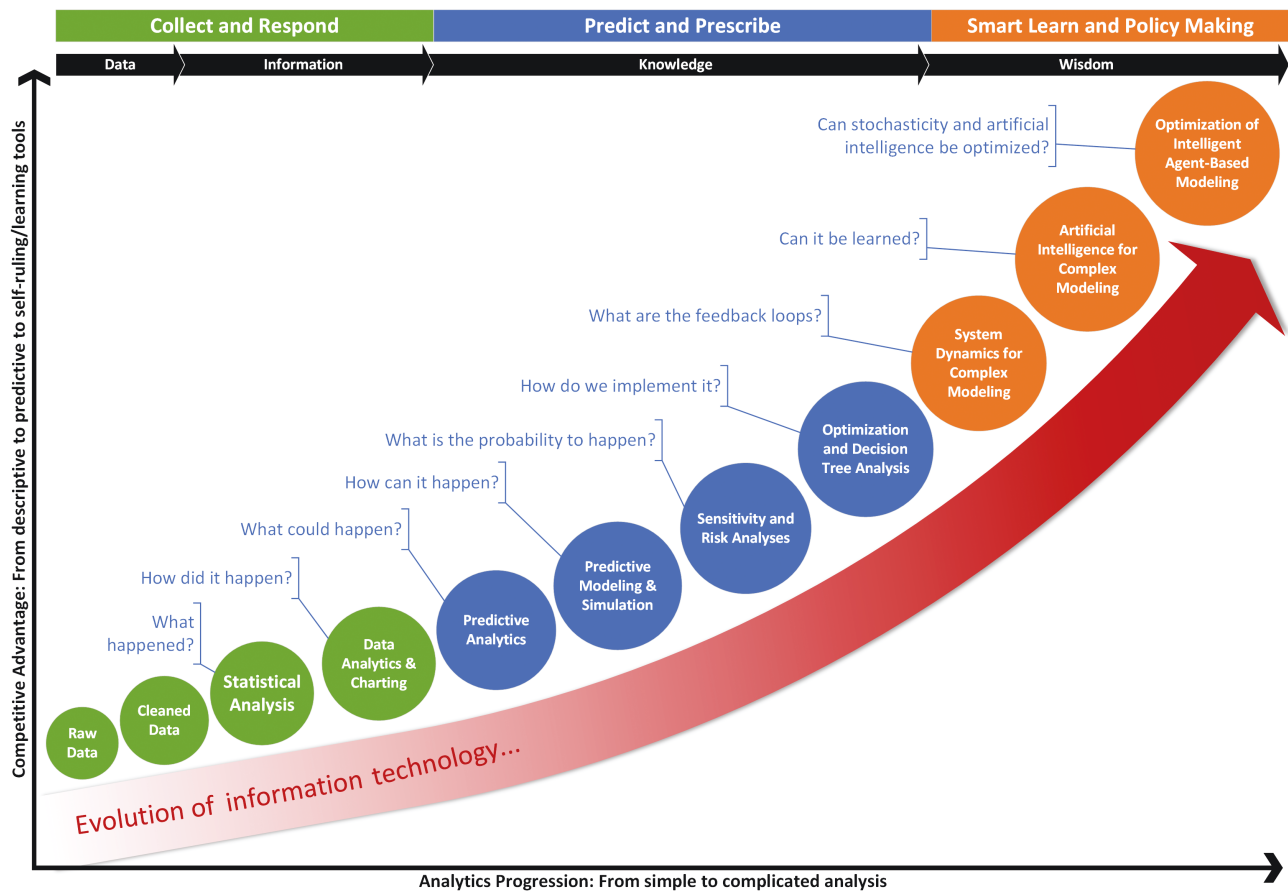 Collect and Respond
Predict and Prescribe
Smart Learn and Policy Making
Data
Information
Knowledge
Wisdom
Competitive Advantage: From descriptive to predictive to self-ruling/learning tools
Can stochasticity and artificial
intelligence be optimized?
Optimization of
Intelligent
Agent-Based
Modeling
Can it be learned?
Artificial
Intelligence for
Complex
Modeling
What are the feedback loops?
System
Dynamics for
Complex
Modeling
How do we implement it?
Optimization
and Decision
Tree Analysis
What is the probability to happen?
Sensitivity and
Risk Analyses
How can it happen?
Predictive
Modeling &
Simulation
What could happen?
Predictive
Analytics
How did it happen?
Data
Analytics &
Charting
What
happened?
Statistical
Analysis
Cleaned
Data
Raw
Data
Evolution of information technology...
Analytics Progression: From simple to complicated analysis